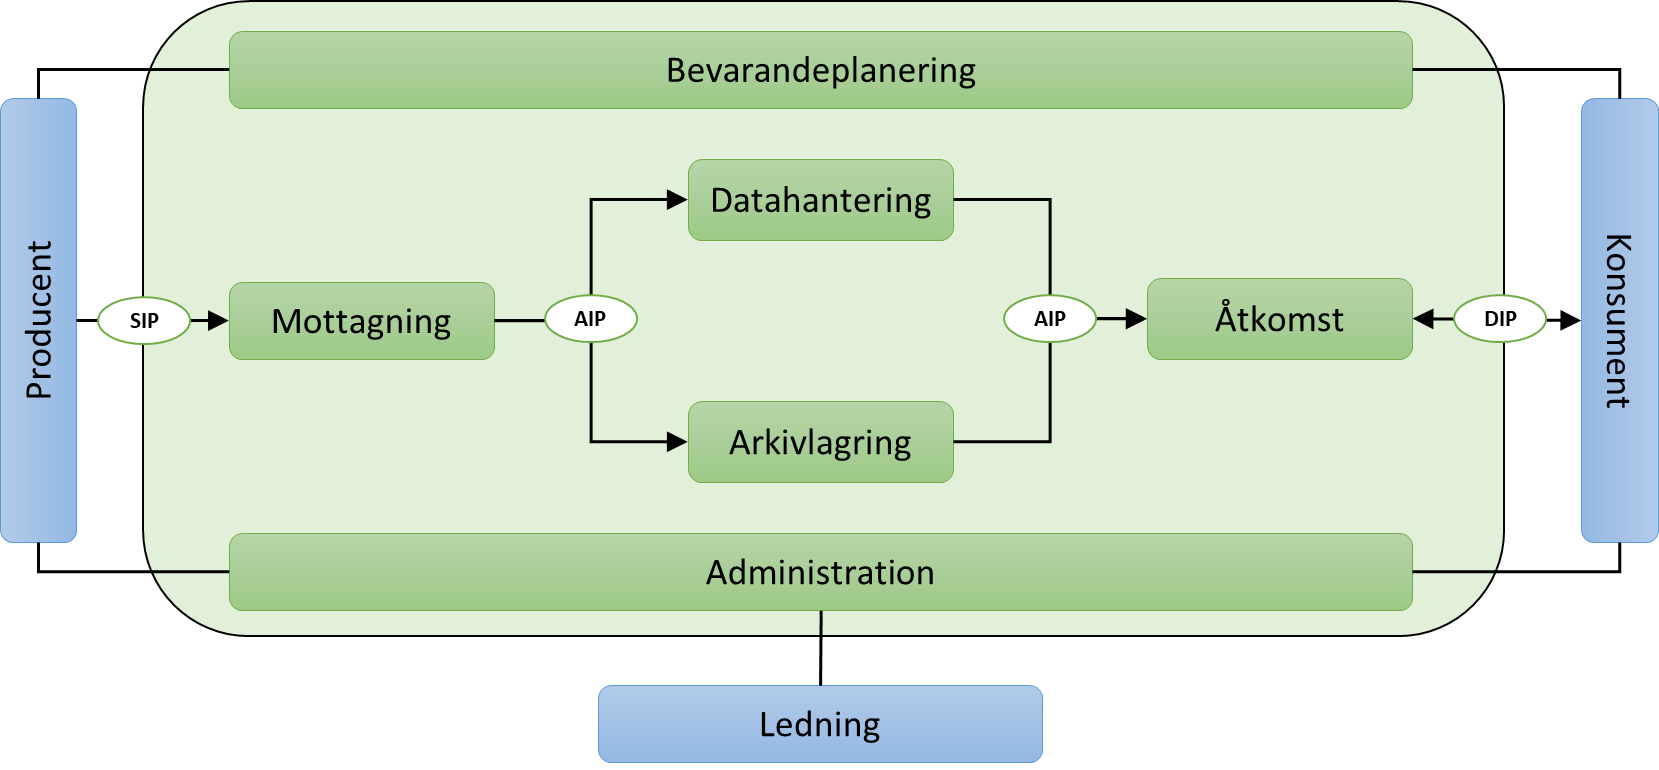 Bevarandeplanering
Producent
SIP
Mottagning
AIP
Datahantering
Arkivlagring
AIP
Åtkomst
DIP
Konsument
Administration
Ledning